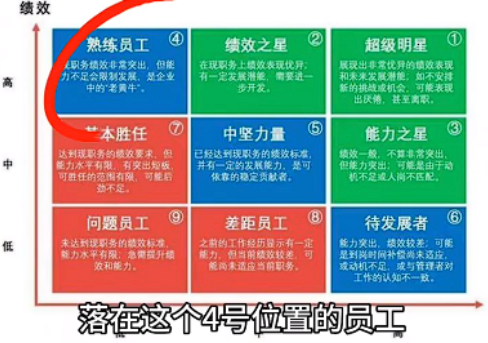 绩效
熟练员工 ④
现职务绩效非常突出，但能
力不足会限制发展，是企业
中的“老黄牛”。
绩效之星 ②
在现职务上绩效表现优异；
有一定发展潜能，需要进一
步开发。
超级明星 ①
展现出非常优异的绩效表现
和未来发展潜能；如不安排
新的挑战或机会，可能表现
出厌倦，甚至离职。
高
基本胜任 ⑦
达到现职务的绩效要求，但
能力水平有限；有突出短板，
可胜任的范围有限，可能后
劲不足。
中坚力量 ⑤
已经达到现职务的绩效标准，
并有一定的发展能力，是可
依靠的稳定贡献者。
能力之星 ③
绩效一般，不算非常突出，
但能力突出；可能是由于动
机不足或人岗不匹配。
中
问题员工 ⑨
未达到现职务的绩效标准，
能力水平有限；急需提升绩
效和能力。
差距员工 ⑧
之前的工作经历显示有一定
能力，但当前绩效较差，可
能尚未适应当前职务。
待发展者 ⑥
能力突出，绩效较差；可能
是到岗时间补偿尚未适应，
或动机不足，或与管理者对
工作的认知不一致。
低
落在这个4号位置的员工